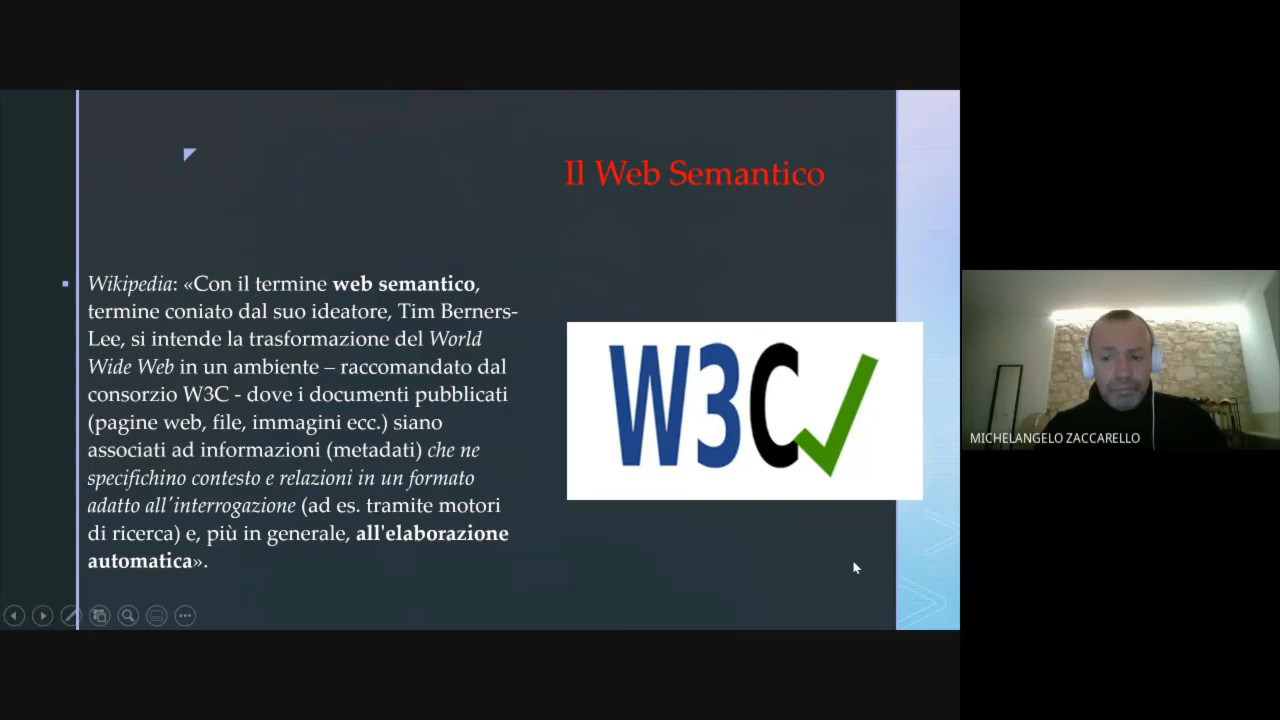 Il Web Semantico
▪ Wikipedia: «Con il termine web semantico,
termine coniato dal suo ideatore, Tim Berners-
Lee, si intende la trasformazione del World
Wide Web in un ambiente – raccomandato dal
consorzio W3C - dove i documenti pubblicati
(pagine web, file, immagini ecc.) siano
associati ad informazioni (metadati) che ne
specifichino contesto e relazioni in un formato
adatto all'interrogazione (ad es. tramite motori
di ricerca) e, più in generale, all'elaborazione
automatica».
W3C
MICHELANGELO ZACCARELLO